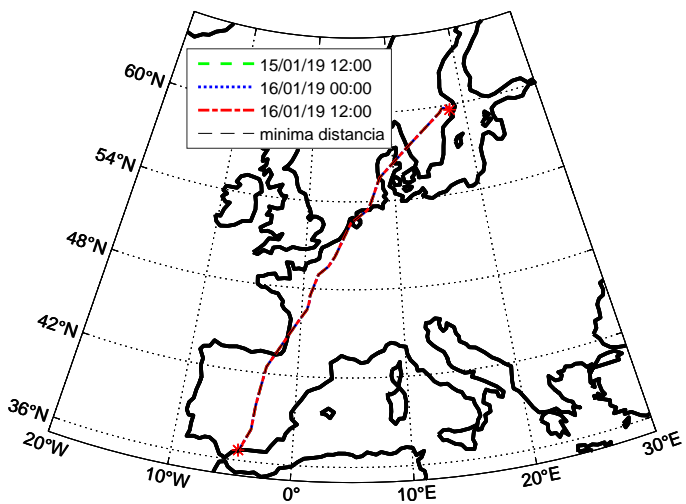 15/01/19 12:00
16/01/19 00:00
16/01/19 12:00
minima distancia
60°N
54°N
48°N
42°N
36°N
20°W
10°W
0°
10°E
20°E
30°E